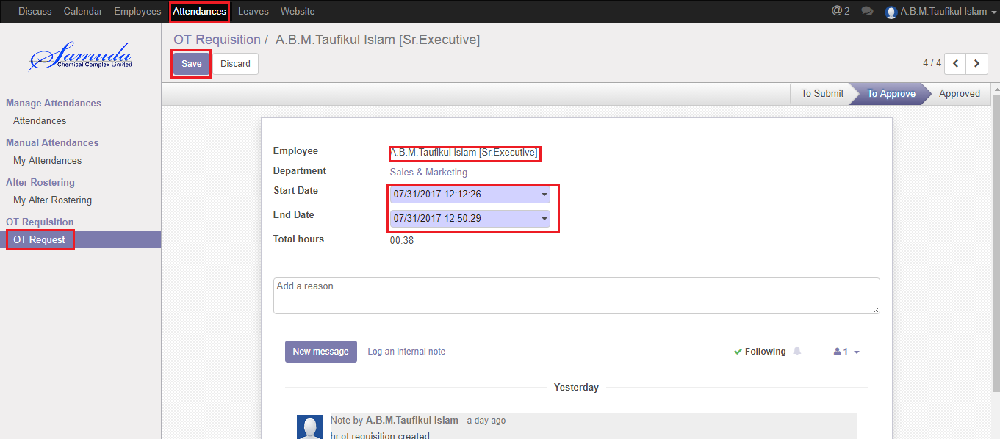 Discuss Calendar Employees Attendances Leaves Website @ 2 A.B.M.Taufikul Islam
Samuda
Chemical Complex Limited
OT Requisition / A.B.M.Taufikul Islam [Sr.Executive]
Save Discard 4 / 4
To Submit To Approve Approved
Manage Attendances
Attendances
Manual Attendances
My Attendances
Alter Rostering
My Alter Rostering
OT Requisition
OT Request
Employee A.B.M.Taufikul Islam [Sr.Executive]
Department Sales & Marketing
Start Date 07/31/2017 12:12:26
End Date 07/31/2017 12:50:29
Total hours 00:38
Add a reason...
New message Log an internal note Following 1
Yesterday
Note by A.B.M.Taufikul Islam - a day ago
hr ot requisition created